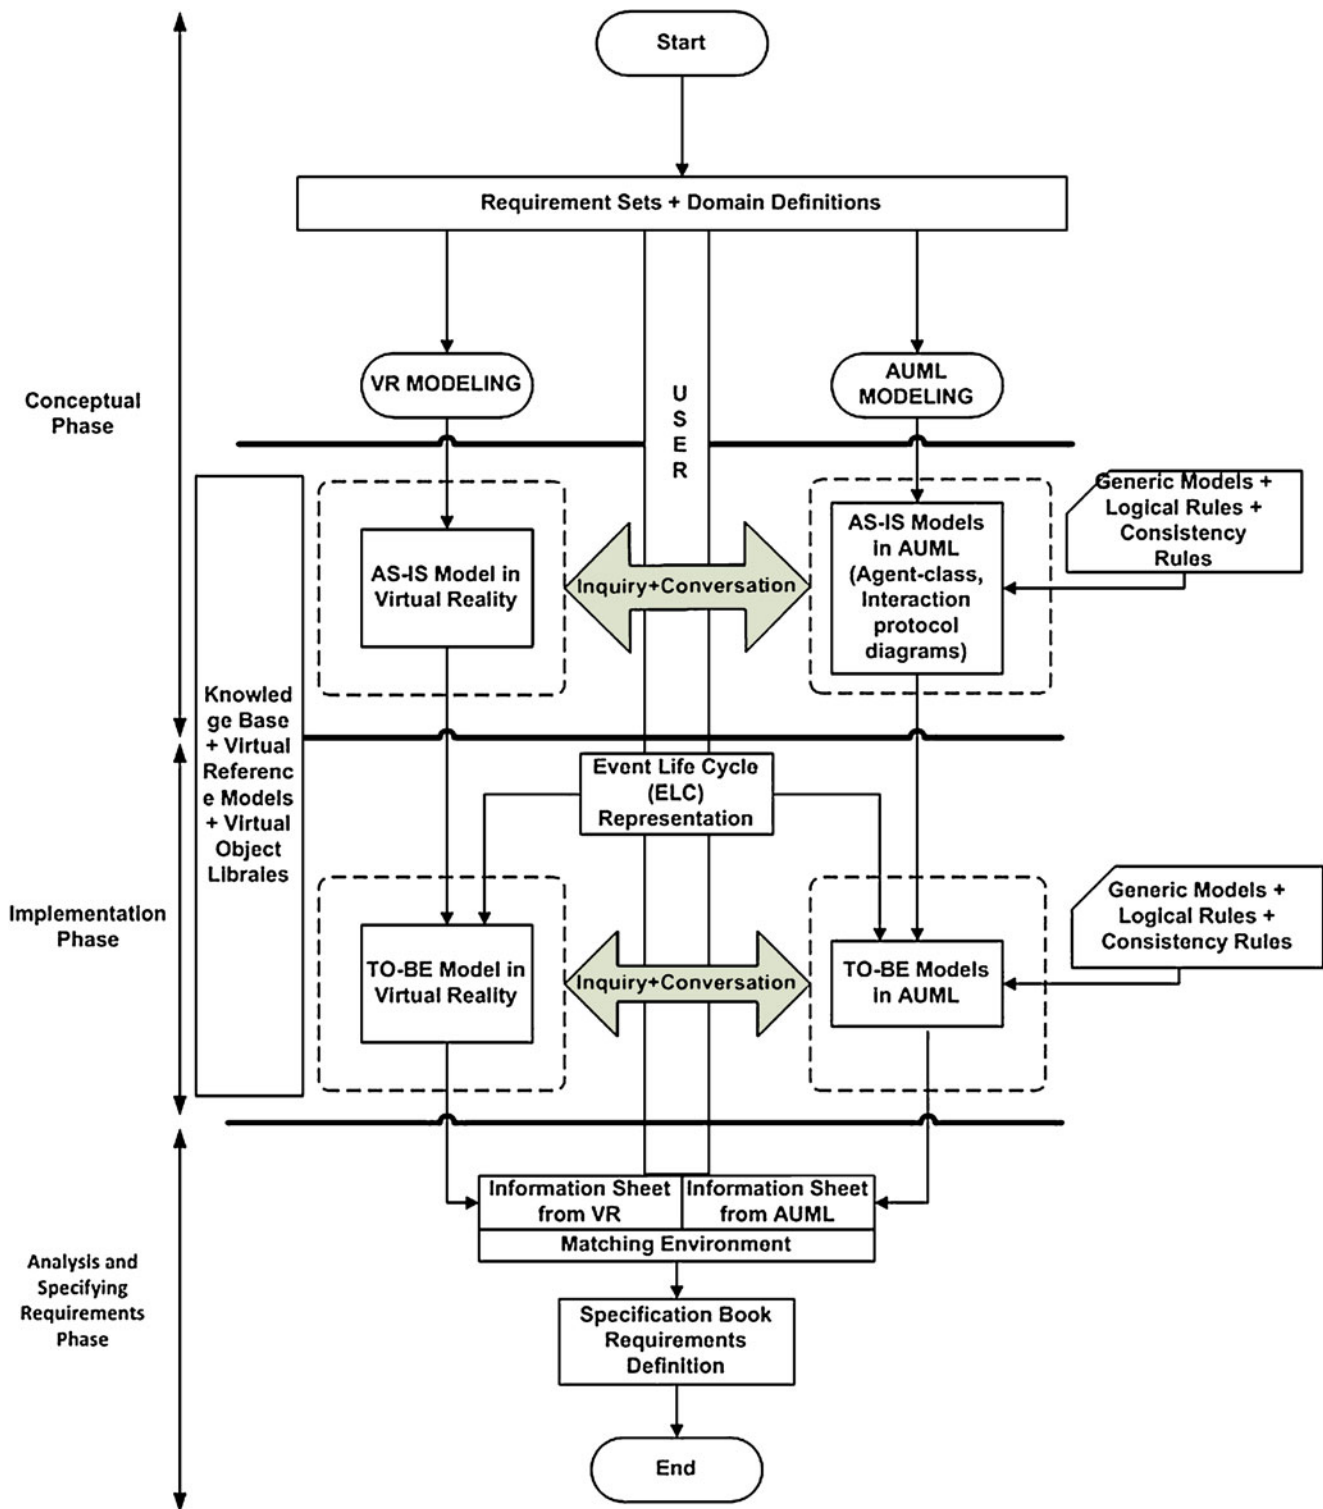 Start
Requirement Sets + Domain Definitions
VR MODELING
AUML
MODELING
U
S
E
R
Conceptual
Phase
Generic Models +
Logical Rules +
Consistency
Rules
AS-IS Model in
Virtual Reality
Inquiry+Conversation
AS-IS Models
in AUML
(Agent-class,
Interaction
protocol
diagrams)
Knowled
ge Base
+ Virtual
Referenc
e Models
+ Virtual
Object
Librales
Event Life Cycle
(ELC)
Representation
Implementation
Phase
Generic Models +
Logical Rules +
Consistency Rules
TO-BE Model in
Virtual Reality
Inquiry+Conversation
TO-BE Models
in AUML
Information Sheet
from VR
Information Sheet
from AUML
Matching Environment
Analysis and
Specifying
Requirements
Phase
Specification Book
Requirements
Definition
End